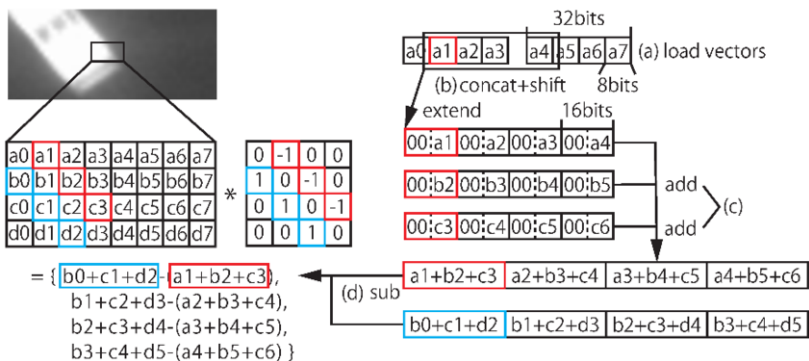 32bits
a0 a1 a2 a3 a4 a5 a6 a7 (a) load vectors
(b) concat+shift 8bits
extend 16bits
00 a1 00 a2 00 a3 00 a4
00 b2 00 b3 00 b4 00 b5 add
(c)
00 c3 00 c4 00 c5 00 c6 add
a0 a1 a2 a3 a4 a5 a6 a7
b0 b1 b2 b3 b4 b5 b6 b7
c0 c1 c2 c3 c4 c5 c6 c7
d0 d1 d2 d3 d4 d5 d6 d7
*
0 -1 0 0
1 0 -1 0
0 1 0 -1
0 0 1 0
a1+b2+c3 a2+b3+c4 a3+b4+c5 a4+b5+c6
(d) sub
b0+c1+d2 b1+c2+d3 b2+c3+d4 b3+c4+d5
= { b0+c1+d2-(a1+b2+c3),
b1+c2+d3-(a2+b3+c4),
b2+c3+d4-(a3+b4+c5),
b3+c4+d5-(a4+b5+c6) }